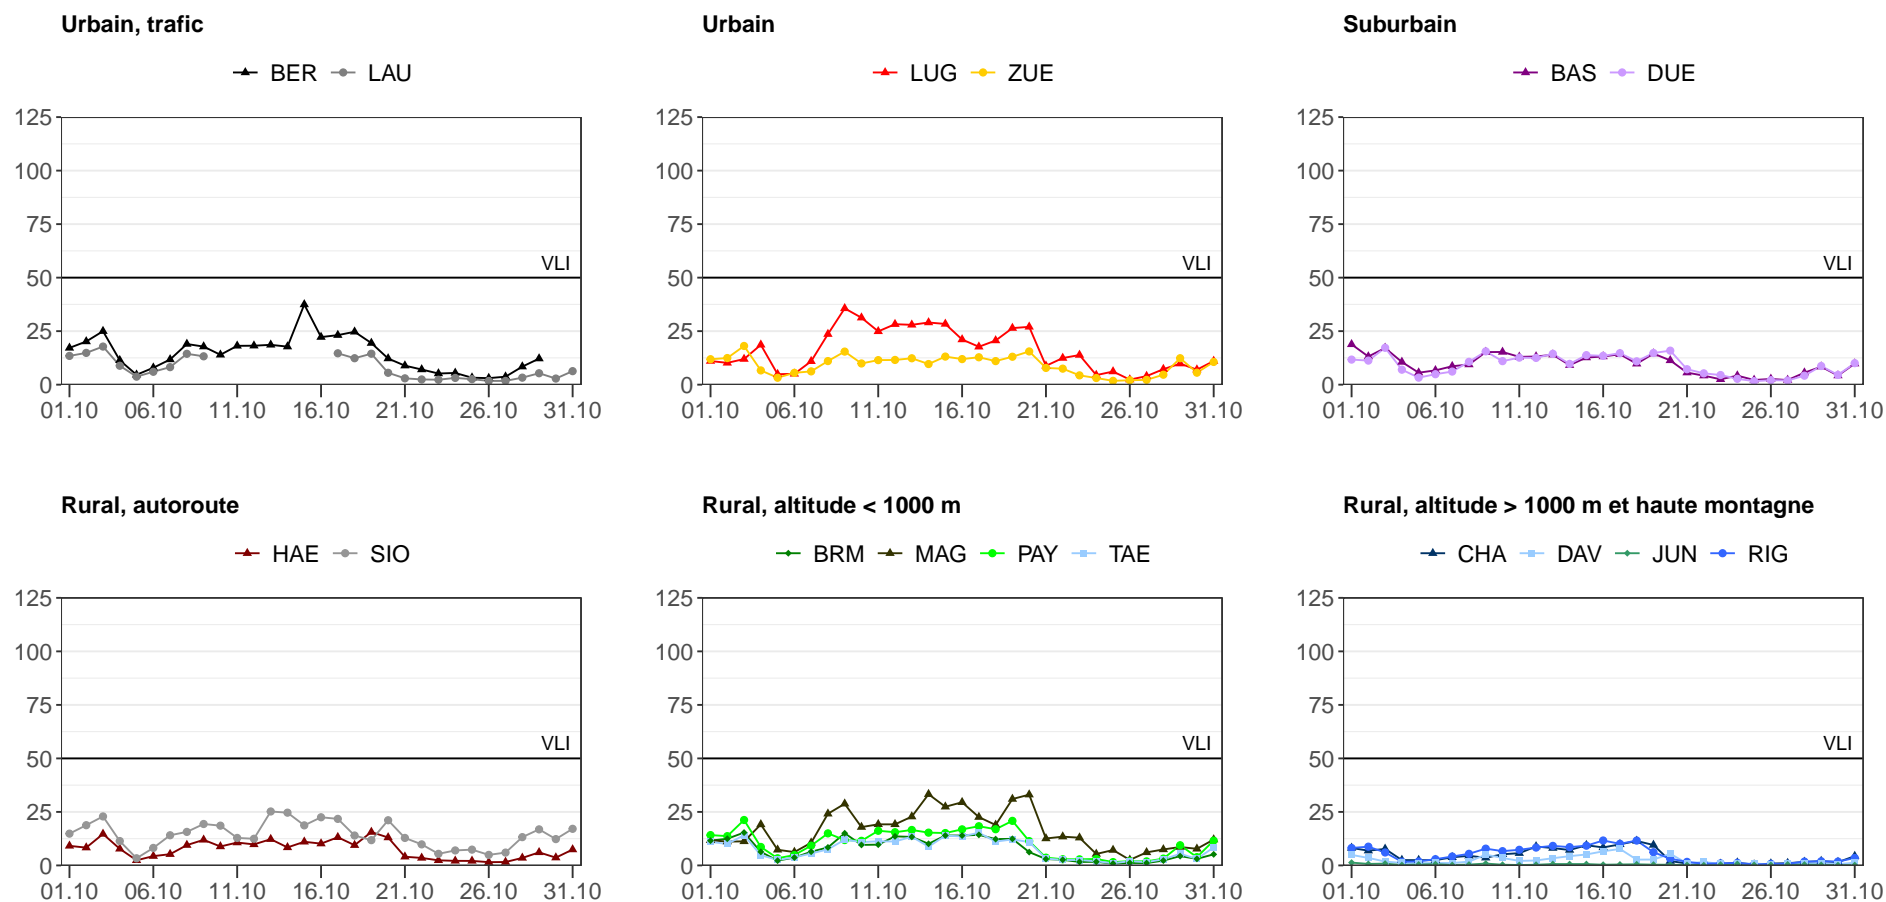 Urbain, trafic
BER LAU
125
100
75
50
25
0
VLI
01.10 06.10 11.10 16.10 21.10 26.10 31.10
Urbain
LUG ZUE
125
100
75
50
25
0
VLI
01.10 06.10 11.10 16.10 21.10 26.10 31.10
Suburbain
BAS DUE
125
100
75
50
25
0
VLI
01.10 06.10 11.10 16.10 21.10 26.10 31.10
Rural, autoroute
HAE SIO
125
100
75
50
25
0
VLI
01.10 06.10 11.10 16.10 21.10 26.10 31.10
Rural, altitude < 1000 m
BRM MAG PAY TAE
125
100
75
50
25
0
VLI
01.10 06.10 11.10 16.10 21.10 26.10 31.10
Rural, altitude > 1000 m et haute montagne
CHA DAV JUN RIG
125
100
75
50
25
0
VLI
01.10 06.10 11.10 16.10 21.10 26.10 31.10